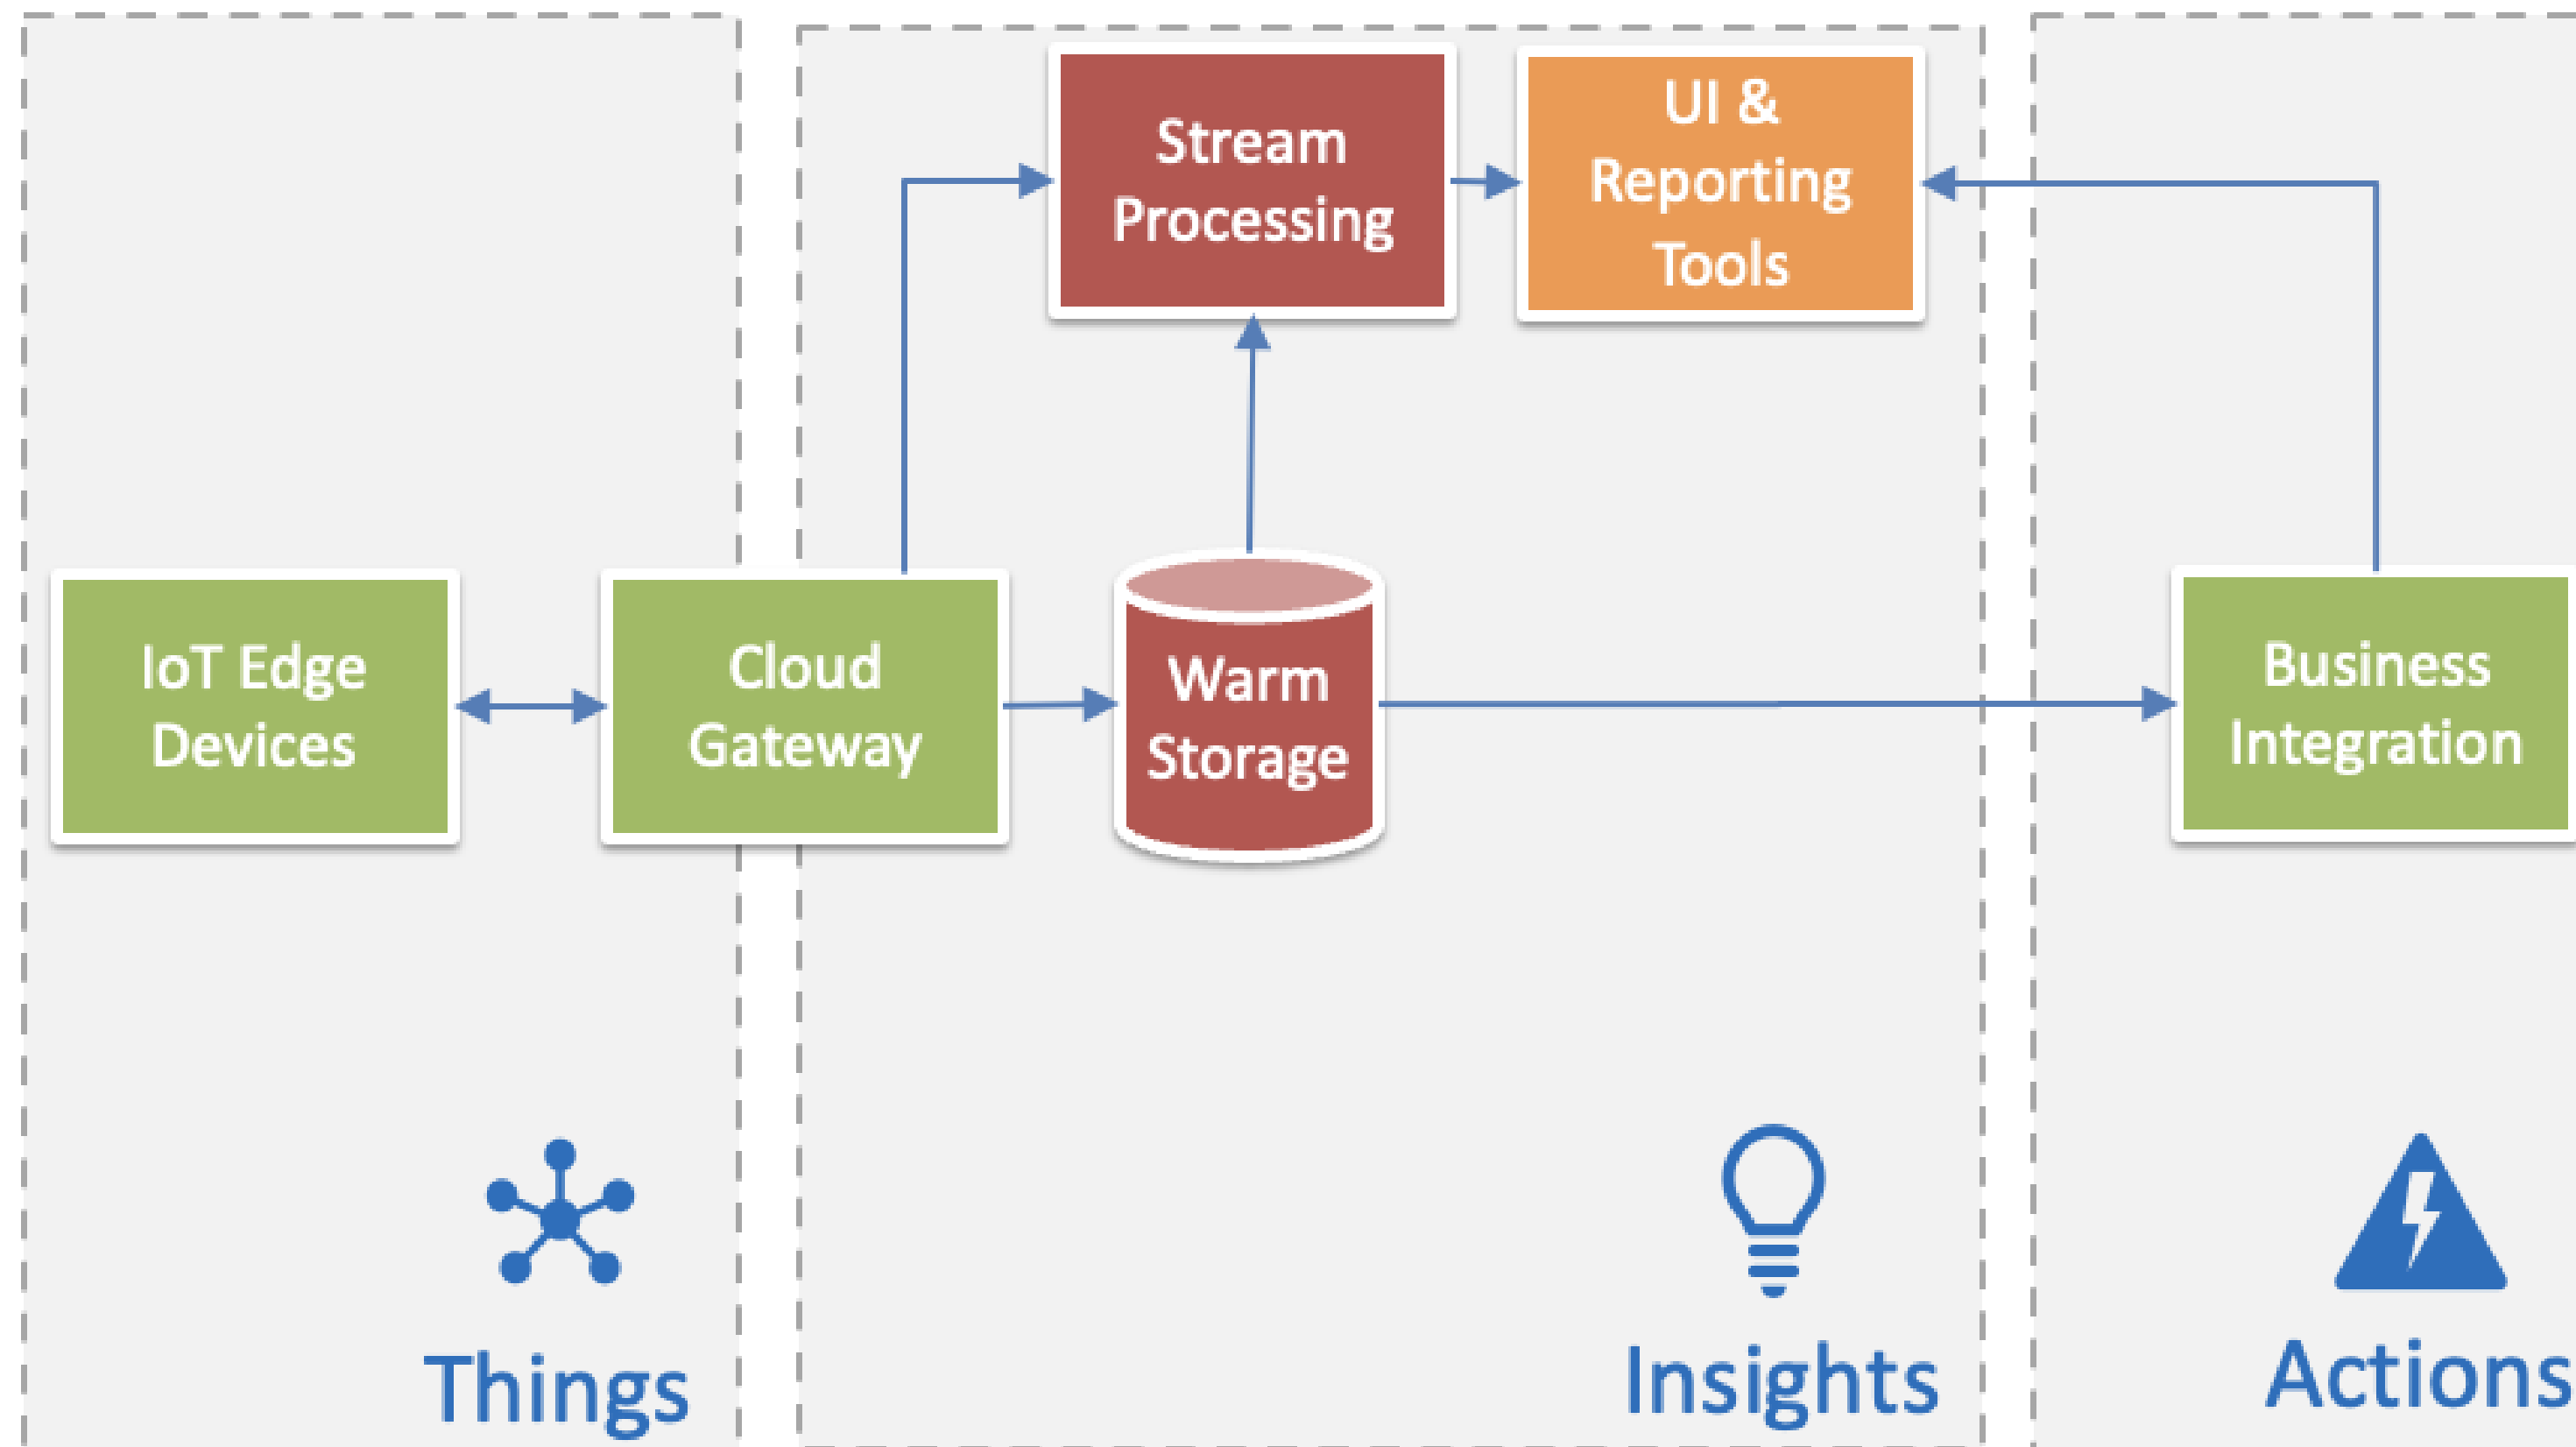 Stream
Processing
UI &
Reporting
Tools
IoT Edge
Devices
Cloud
Gateway
Warm
Storage
Business
Integration
Things
Insights
Actions